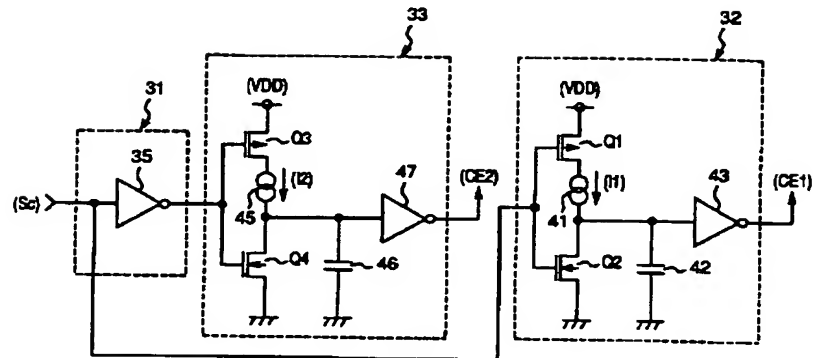 33
32
31
(VDD)
(VDD)
Q3
Q1
35
47
43
(I2)
(CE2)
(I1)
(CE1)
(Sc)
45
41
Q4
46
Q2
42